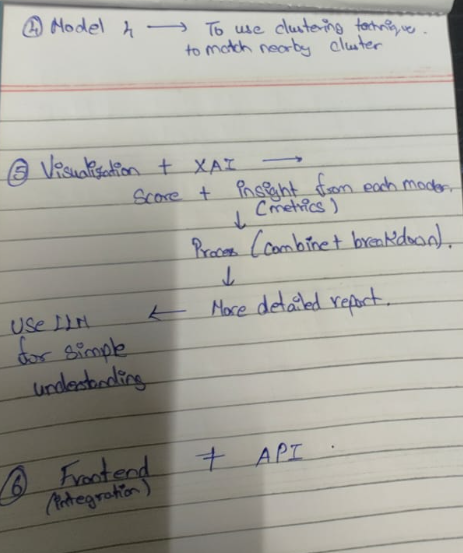 ④ Model 4 → To use clustering technique.
to match nearby cluster
⑤ Visualisation + XAI →
Score + insight from each model.
(metrics)
↓
Process (combine + breakdown).
↓
Use LLM ← More detailed report.
for simple
understanding
⑥ Frontend + API .
(integration)